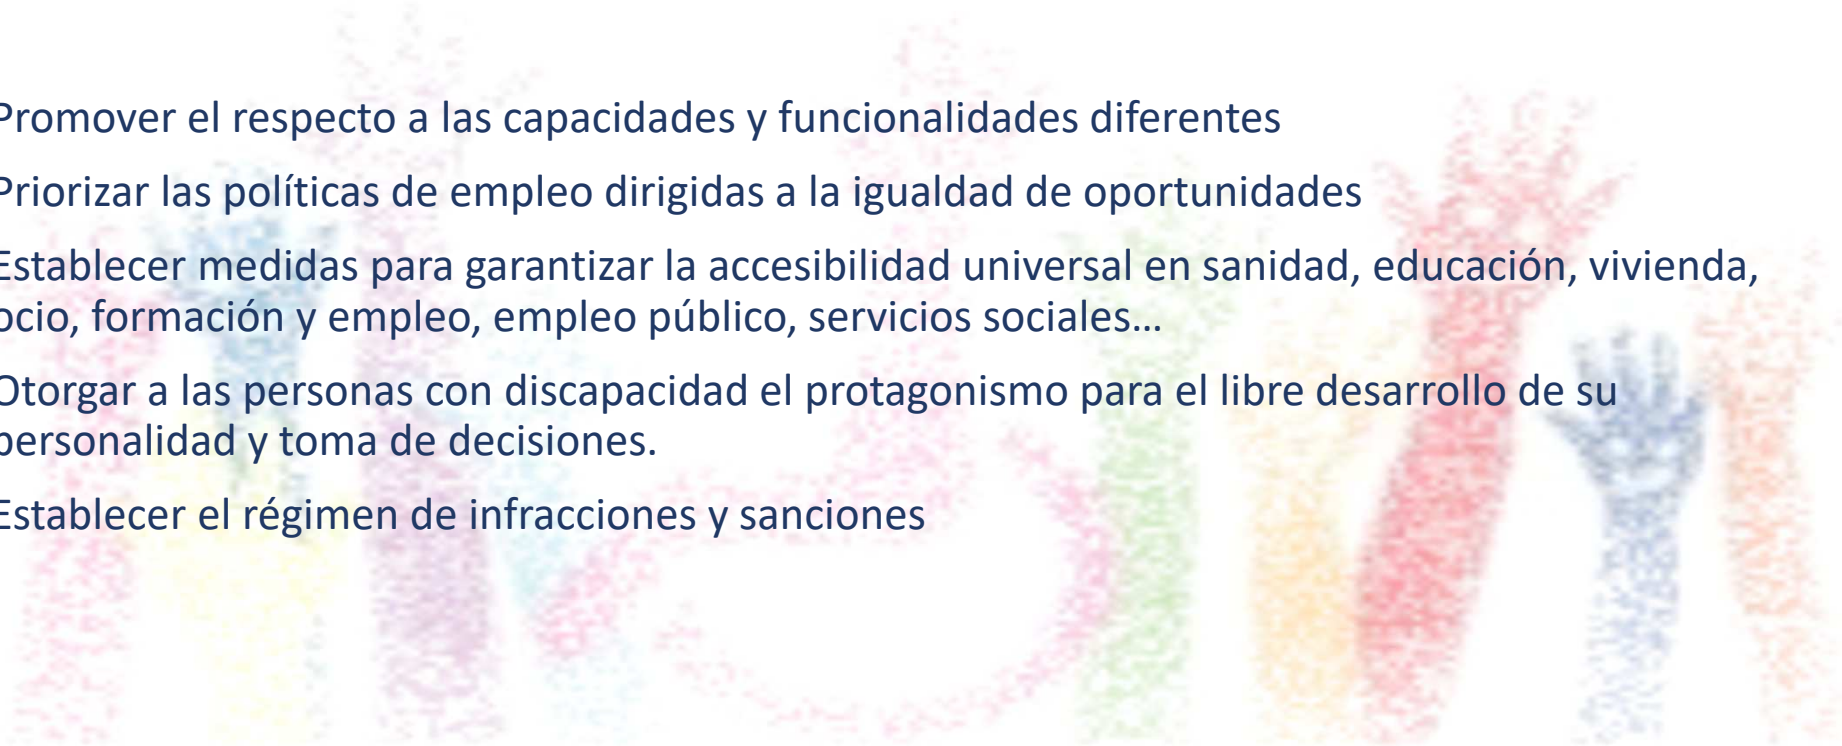 Promover el respecto a las capacidades y funcionalidades diferentes
Priorizar las políticas de empleo dirigidas a la igualdad de oportunidades
Establecer medidas para garantizar la accesibilidad universal en sanidad, educación, vivienda,
ocio, formación y empleo, empleo público, servicios sociales…
Otorgar a las personas con discapacidad el protagonismo para el libre desarrollo de su
personalidad y toma de decisiones.
Establecer el régimen de infracciones y sanciones